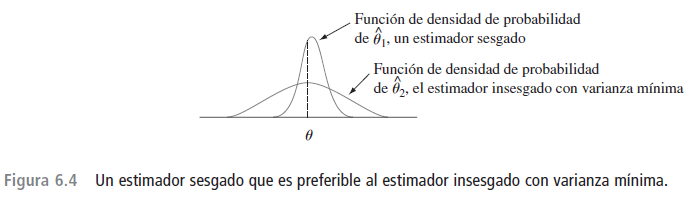 Función de densidad de probabilidad
de θ̂₁, un estimador sesgado
Función de densidad de probabilidad
de θ̂₂, el estimador insesgado con varianza mínima
θ
Figura 6.4 Un estimador sesgado que es preferible al estimador insesgado con varianza mínima.